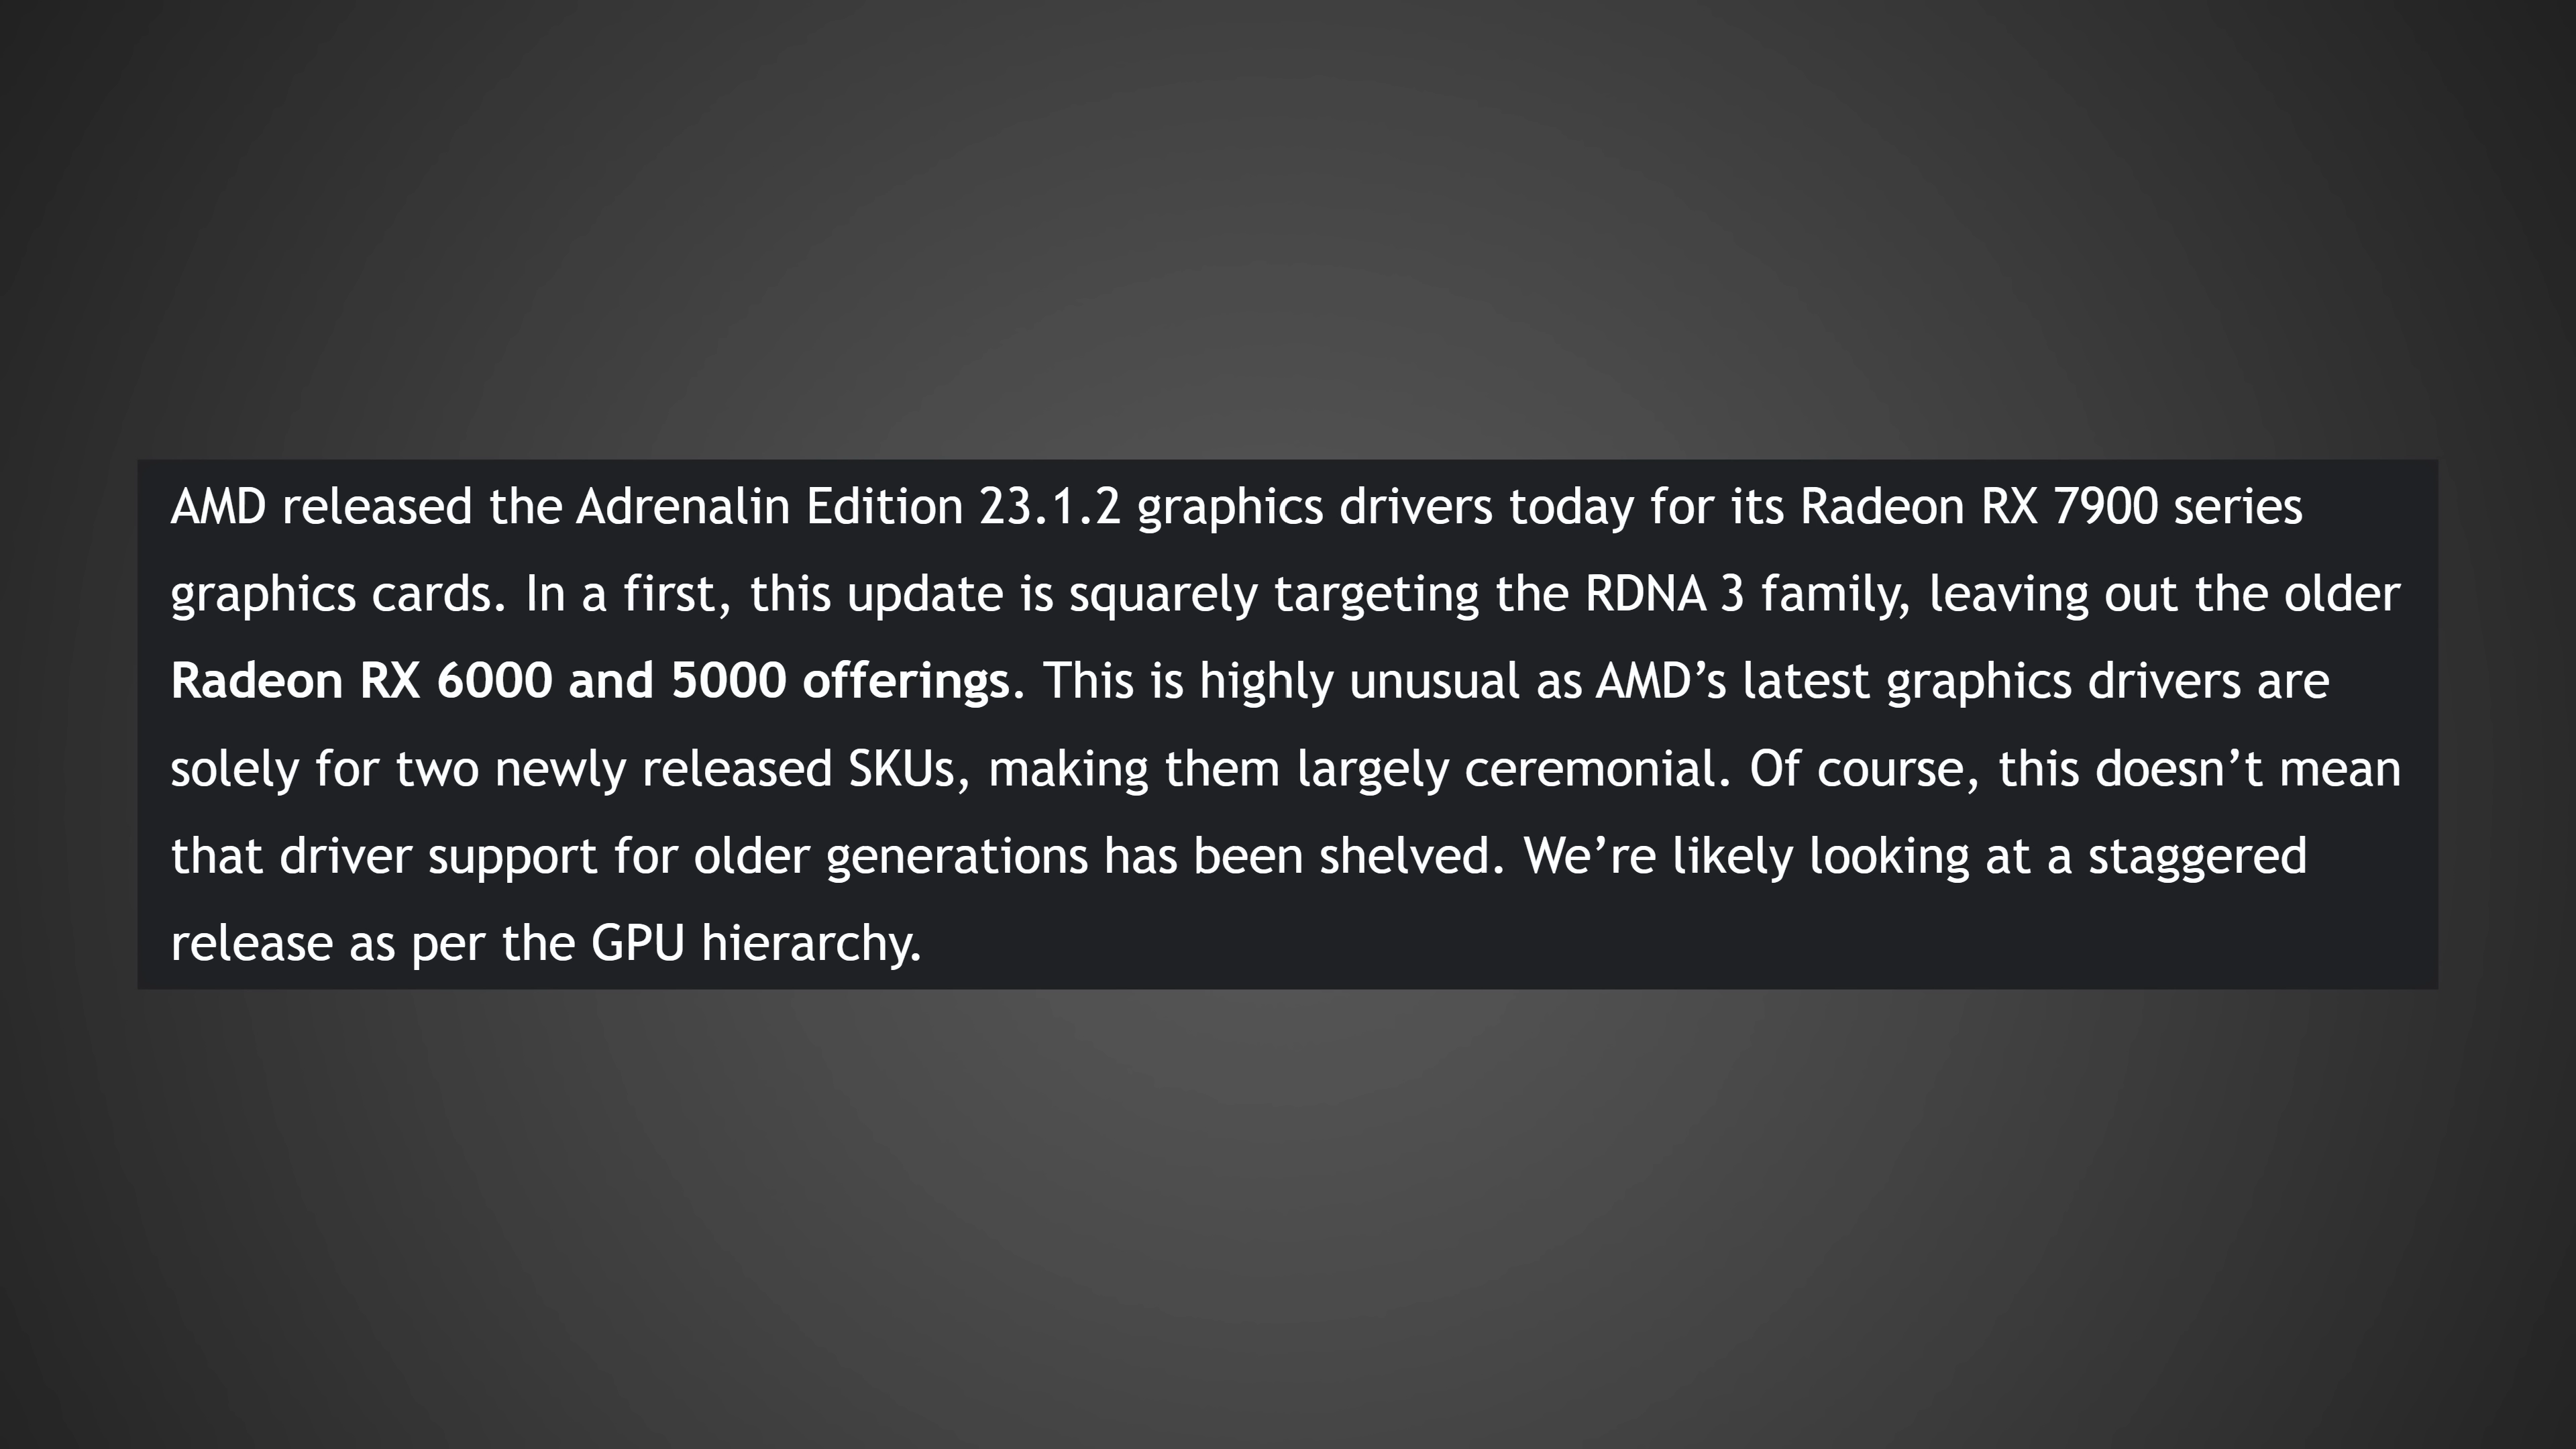 AMD released the Adrenalin Edition 23.1.2 graphics drivers today for its Radeon RX 7900 series
graphics cards. In a first, this update is squarely targeting the RDNA 3 family, leaving out the older
Radeon RX 6000 and 5000 offerings. This is highly unusual as AMD’s latest graphics drivers are
solely for two newly released SKUs, making them largely ceremonial. Of course, this doesn’t mean
that driver support for older generations has been shelved. We’re likely looking at a staggered
release as per the GPU hierarchy.